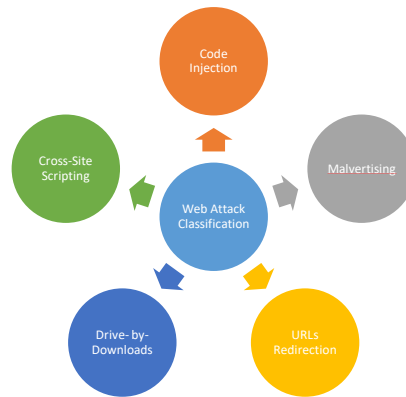 Code
Injection
Cross-Site
Scripting
Malvertising
Web Attack
Classification
Drive- by-
Downloads
URLs
Redirection